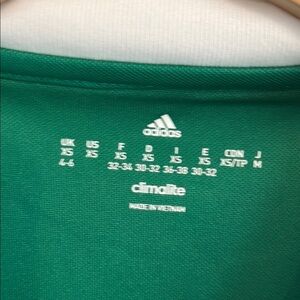 adidas
UK US F D I E CDN J
XS XS XS XS XS XS XS/TP M
4-6 32-34 30-32 36-38 30-32
climalite
MADE IN VIETNAM